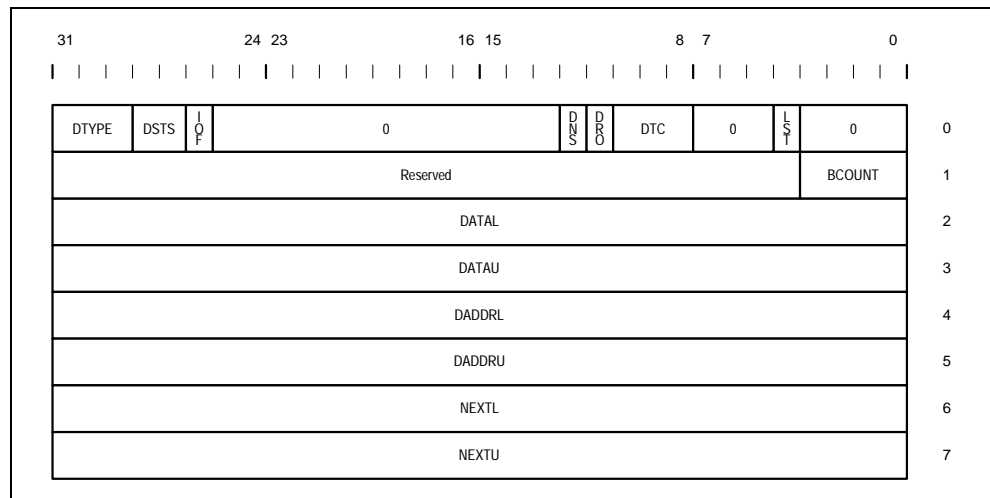 31 24 23 16 15 8 7 0
DTYPE DSTS IOF 0 DNS DRO DTC 0 LST 0 0
Reserved BCOUNT 1
DATAL 2
DATAU 3
DADDRL 4
DADDRU 5
NEXTL 6
NEXTU 7